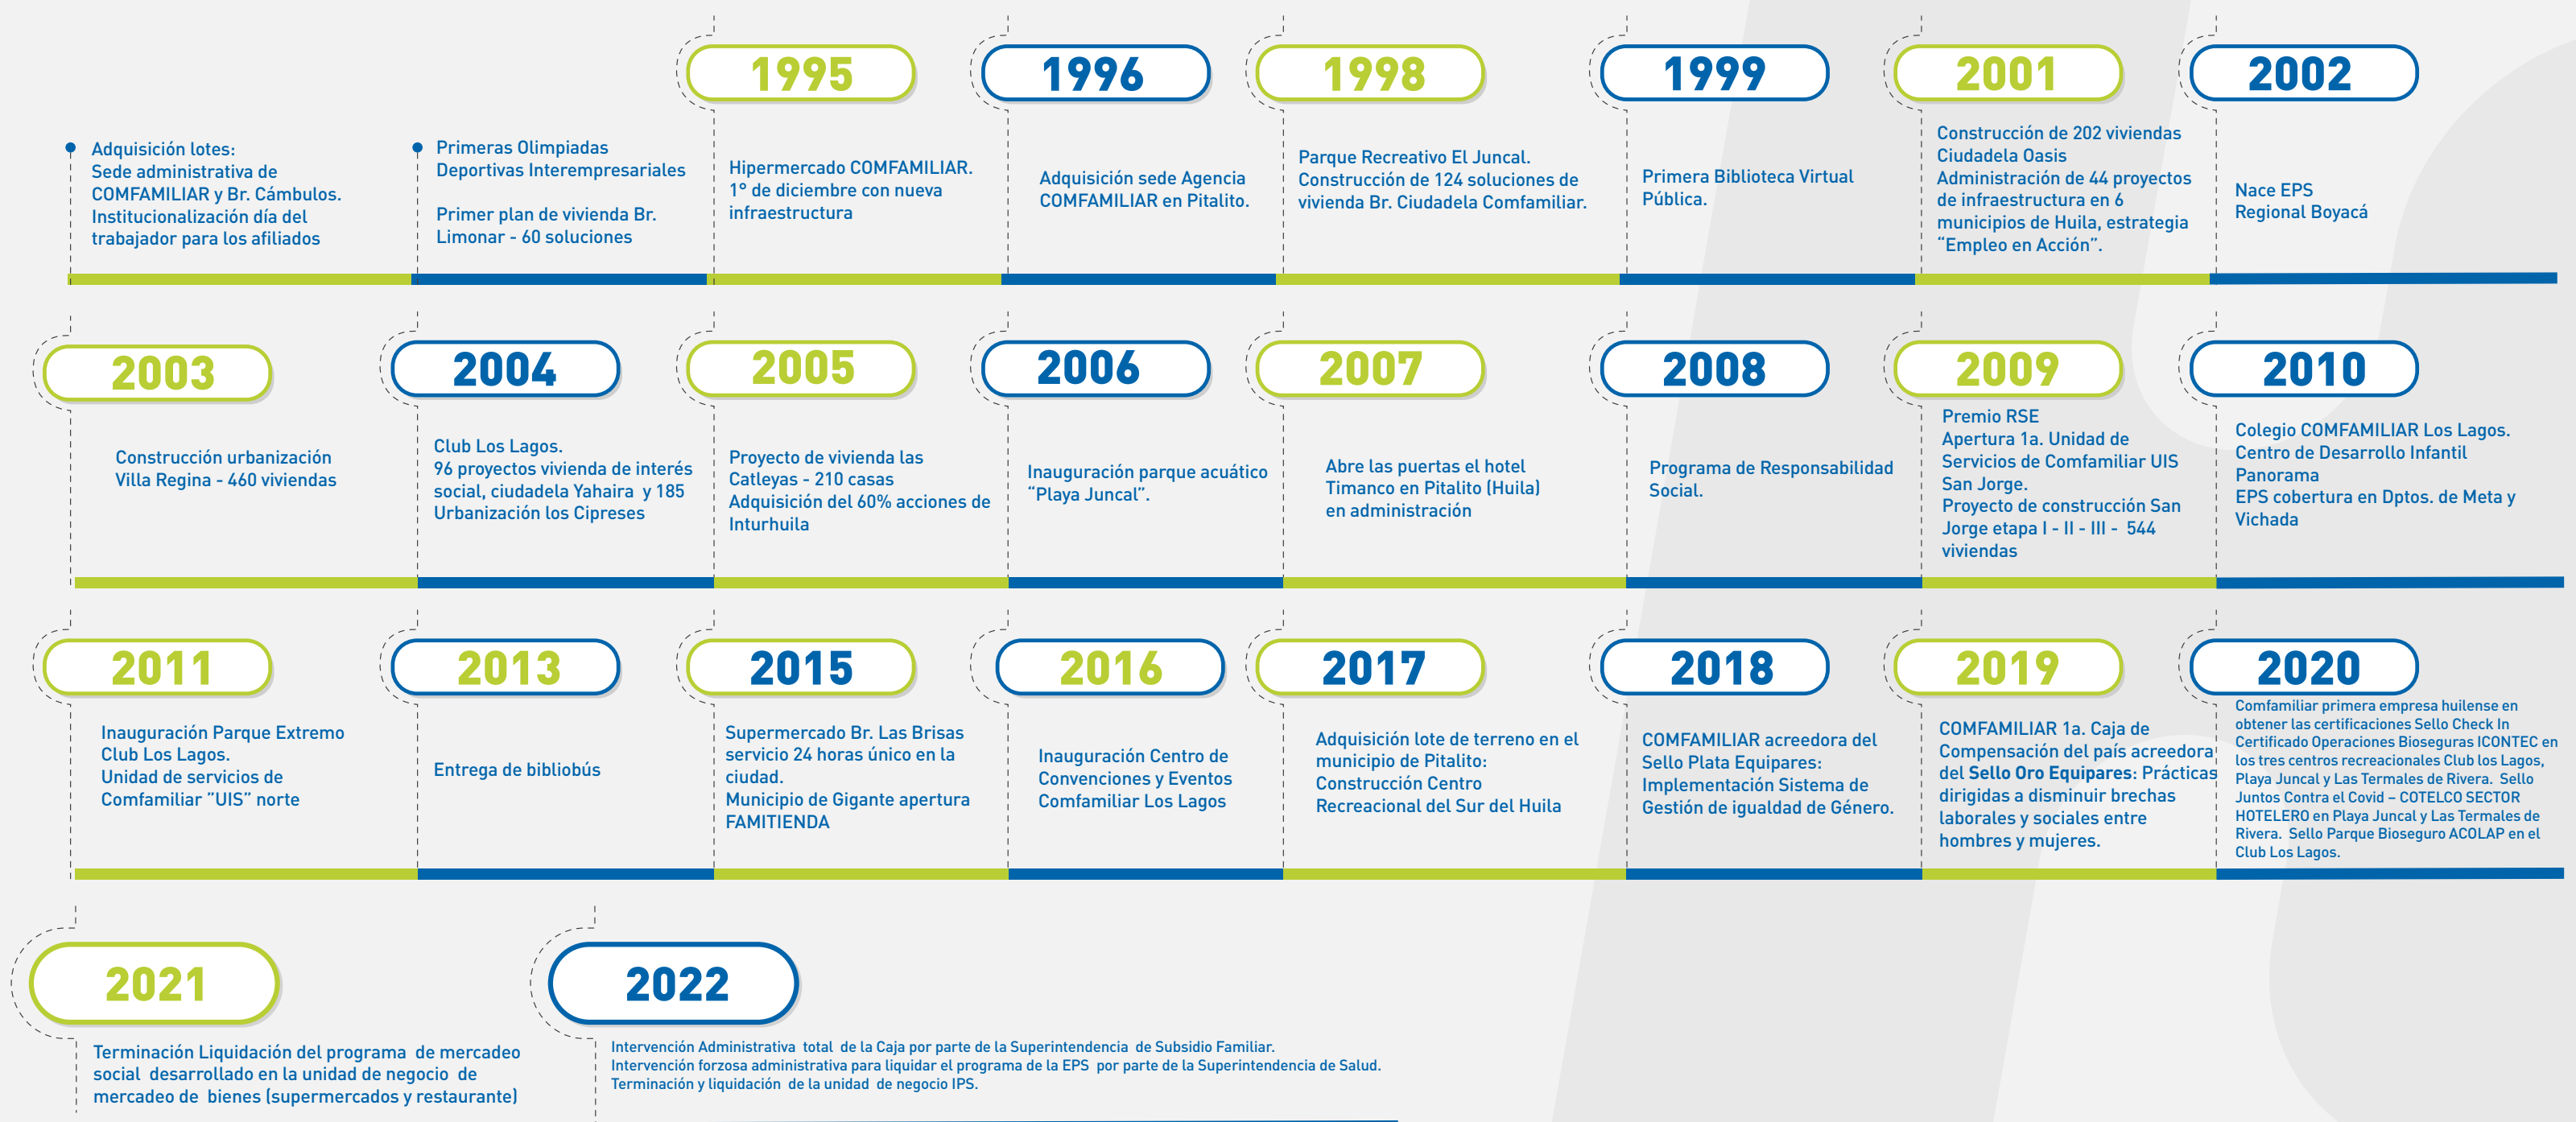 Adquisición lotes:
Sede administrativa de
COMFAMILIAR y Br. Cámbulos.
Institucionalización día del
trabajador para los afiliados
Primeras Olimpiadas
Deportivas Interempresariales
Primer plan de vivienda Br.
Limonar - 60 soluciones
1995
Hipermercado COMFAMILIAR.
1° de diciembre con nueva
infraestructura
1996
Adquisición sede Agencia
COMFAMILIAR en Pitalito.
1998
Parque Recreativo El Juncal.
Construcción de 124 soluciones de
vivienda Br. Ciudadela Comfamiliar.
1999
Primera Biblioteca Virtual
Pública.
2001
Construcción de 202 viviendas
Ciudadela Oasis
Administración de 44 proyectos
de infraestructura en 6
municipios de Huila, estrategia
“Empleo en Acción”.
2002
Nace EPS
Regional Boyacá
2003
Construcción urbanización
Villa Regina - 460 viviendas
2004
Club Los Lagos.
96 proyectos vivienda de interés
social, ciudadela Yahaira y 185
Urbanización los Cipreses
2005
Proyecto de vivienda las
Catleyas - 210 casas
Adquisición del 60% acciones de
Inturhuila
2006
Inauguración parque acuático
“Playa Juncal”.
2007
Abre las puertas el hotel
Timanco en Pitalito (Huila)
en administración
2008
Programa de Responsabilidad
Social.
2009
Premio RSE
Apertura 1a. Unidad de
Servicios de Comfamiliar UIS
San Jorge.
Proyecto de construcción San
Jorge etapa I - II - III - 544
viviendas
2010
Colegio COMFAMILIAR Los Lagos.
Centro de Desarrollo Infantil
Panorama
EPS cobertura en Dptos. de Meta y
Vichada
2011
Inauguración Parque Extremo
Club Los Lagos.
Unidad de servicios de
Comfamiliar ”UIS” norte
2013
Entrega de bibliobús
2015
Supermercado Br. Las Brisas
servicio 24 horas único en la
ciudad.
Municipio de Gigante apertura
FAMITIENDA
2016
Inauguración Centro de
Convenciones y Eventos
Comfamiliar Los Lagos
2017
Adquisición lote de terreno en el
municipio de Pitalito:
Construcción Centro
Recreacional del Sur del Huila
2018
COMFAMILIAR acreedora del
Sello Plata Equipares:
Implementación Sistema de
Gestión de igualdad de Género.
2019
COMFAMILIAR 1a. Caja de
Compensación del país acreedora
del Sello Oro Equipares: Prácticas
dirigidas a disminuir brechas
laborales y sociales entre
hombres y mujeres.
2020
Comfamiliar primera empresa huilense en
obtener las certificaciones Sello Check In
Certificado Operaciones Bioseguras ICONTEC en
los tres centros recreacionales Club los Lagos,
Playa Juncal y Las Termales de Rivera. Sello
Juntos Contra el Covid – COTELCO SECTOR
HOTELERO en Playa Juncal y Las Termales de
Rivera. Sello Parque Bioseguro ACOLAP en el
Club Los Lagos.
2021
Terminación Liquidación del programa de mercadeo
social desarrollado en la unidad de negocio de
mercadeo de bienes (supermercados y restaurante)
2022
Intervención Administrativa total de la Caja por parte de la Superintendencia de Subsidio Familiar.
Intervención forzosa administrativa para liquidar el programa de la EPS por parte de la Superintendencia de Salud.
Terminación y liquidación de la unidad de negocio IPS.